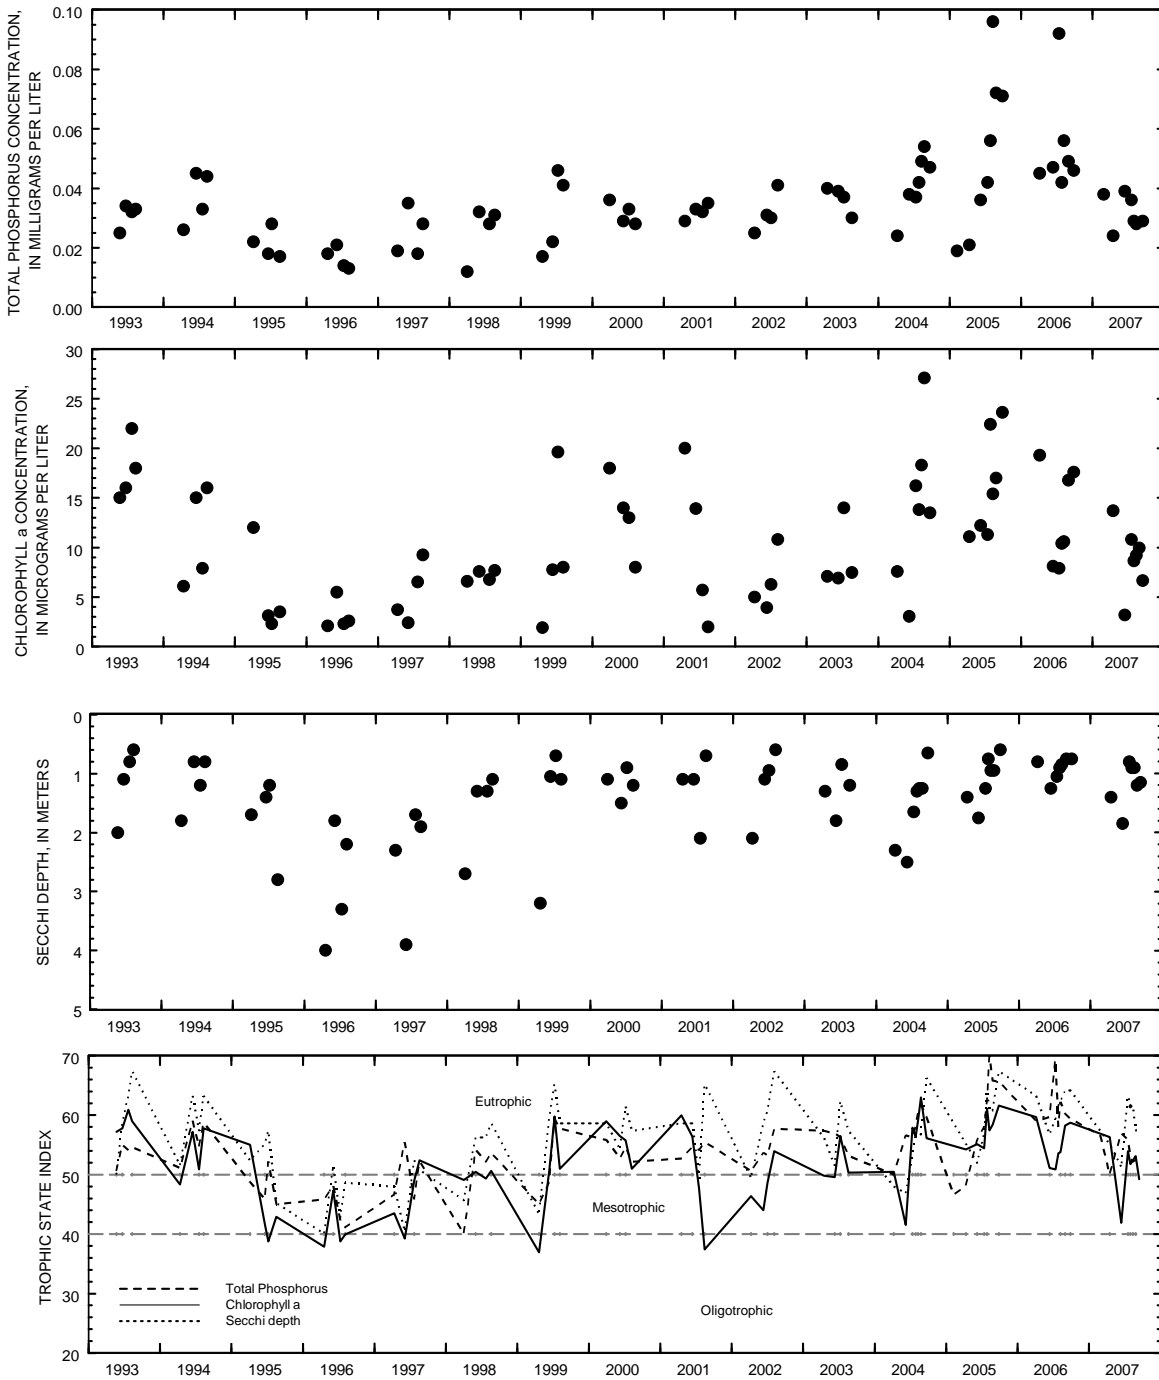 TOTAL PHOSPHORUS CONCENTRATION,
IN MILLIGRAMS PER LITER
0.10
0.08
0.06
0.04
0.02
0.00
1993 1994 1995 1996 1997 1998 1999 2000 2001 2002 2003 2004 2005 2006 2007
CHLOROPHYLL a CONCENTRATION,
IN MICROGRAMS PER LITER
30
25
20
15
10
5
0
1993 1994 1995 1996 1997 1998 1999 2000 2001 2002 2003 2004 2005 2006 2007
SECCHI DEPTH, IN METERS
0
1
2
3
4
5
1993 1994 1995 1996 1997 1998 1999 2000 2001 2002 2003 2004 2005 2006 2007
TROPHIC STATE INDEX
70
60
50
40
30
20
Eutrophic
Mesotrophic
Oligotrophic
Total Phosphorus
Chlorophyll a
Secchi depth
1993 1994 1995 1996 1997 1998 1999 2000 2001 2002 2003 2004 2005 2006 2007